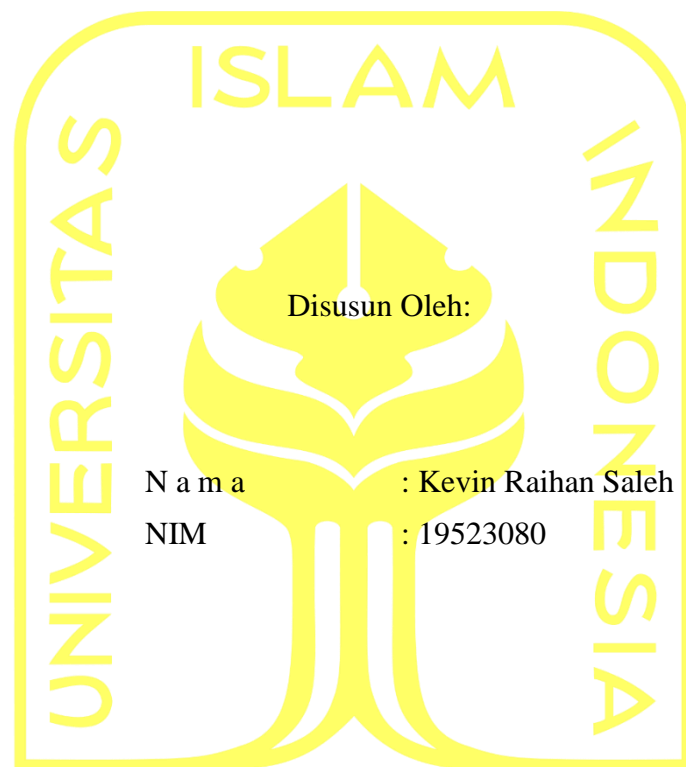 ISLAM
UNIVERSITAS
INDONESIA
Disusun Oleh:
N a m a : Kevin Raihan Saleh
NIM : 19523080